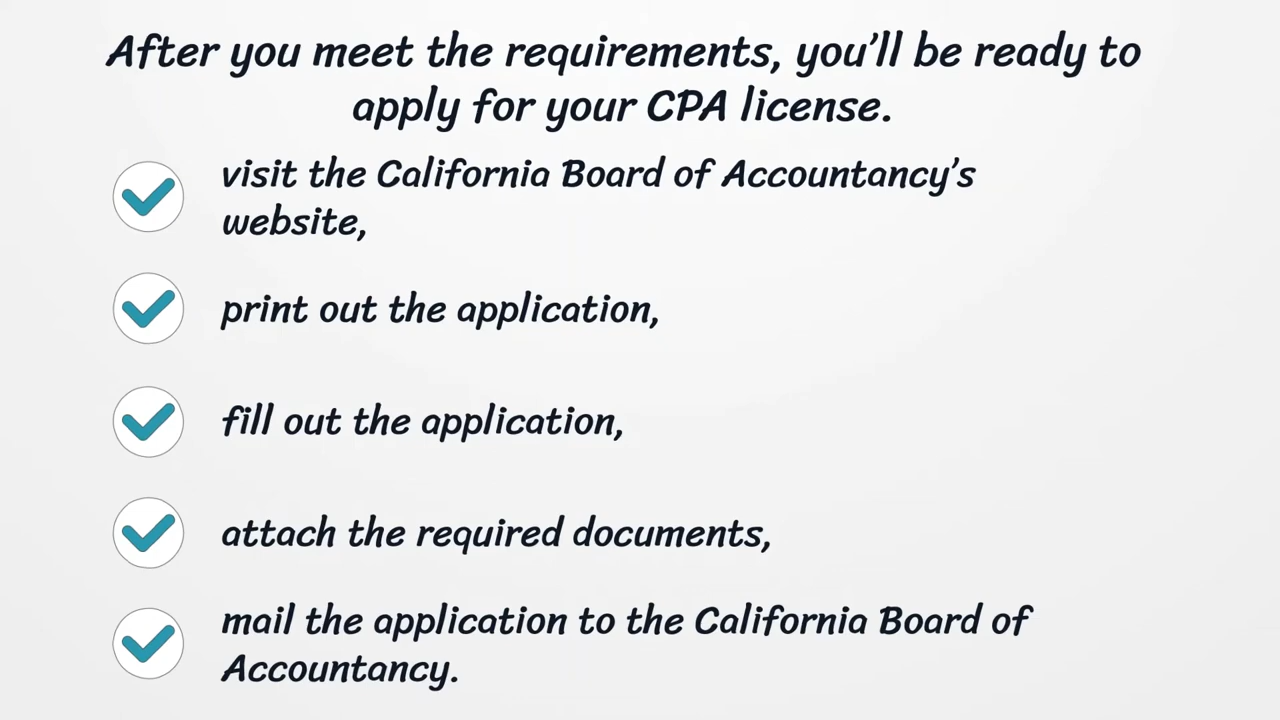 After you meet the requirements, you’ll be ready to
apply for your CPA license.
visit the California Board of Accountancy’s
website,
print out the application,
fill out the application,
attach the required documents,
mail the application to the California Board of
Accountancy.